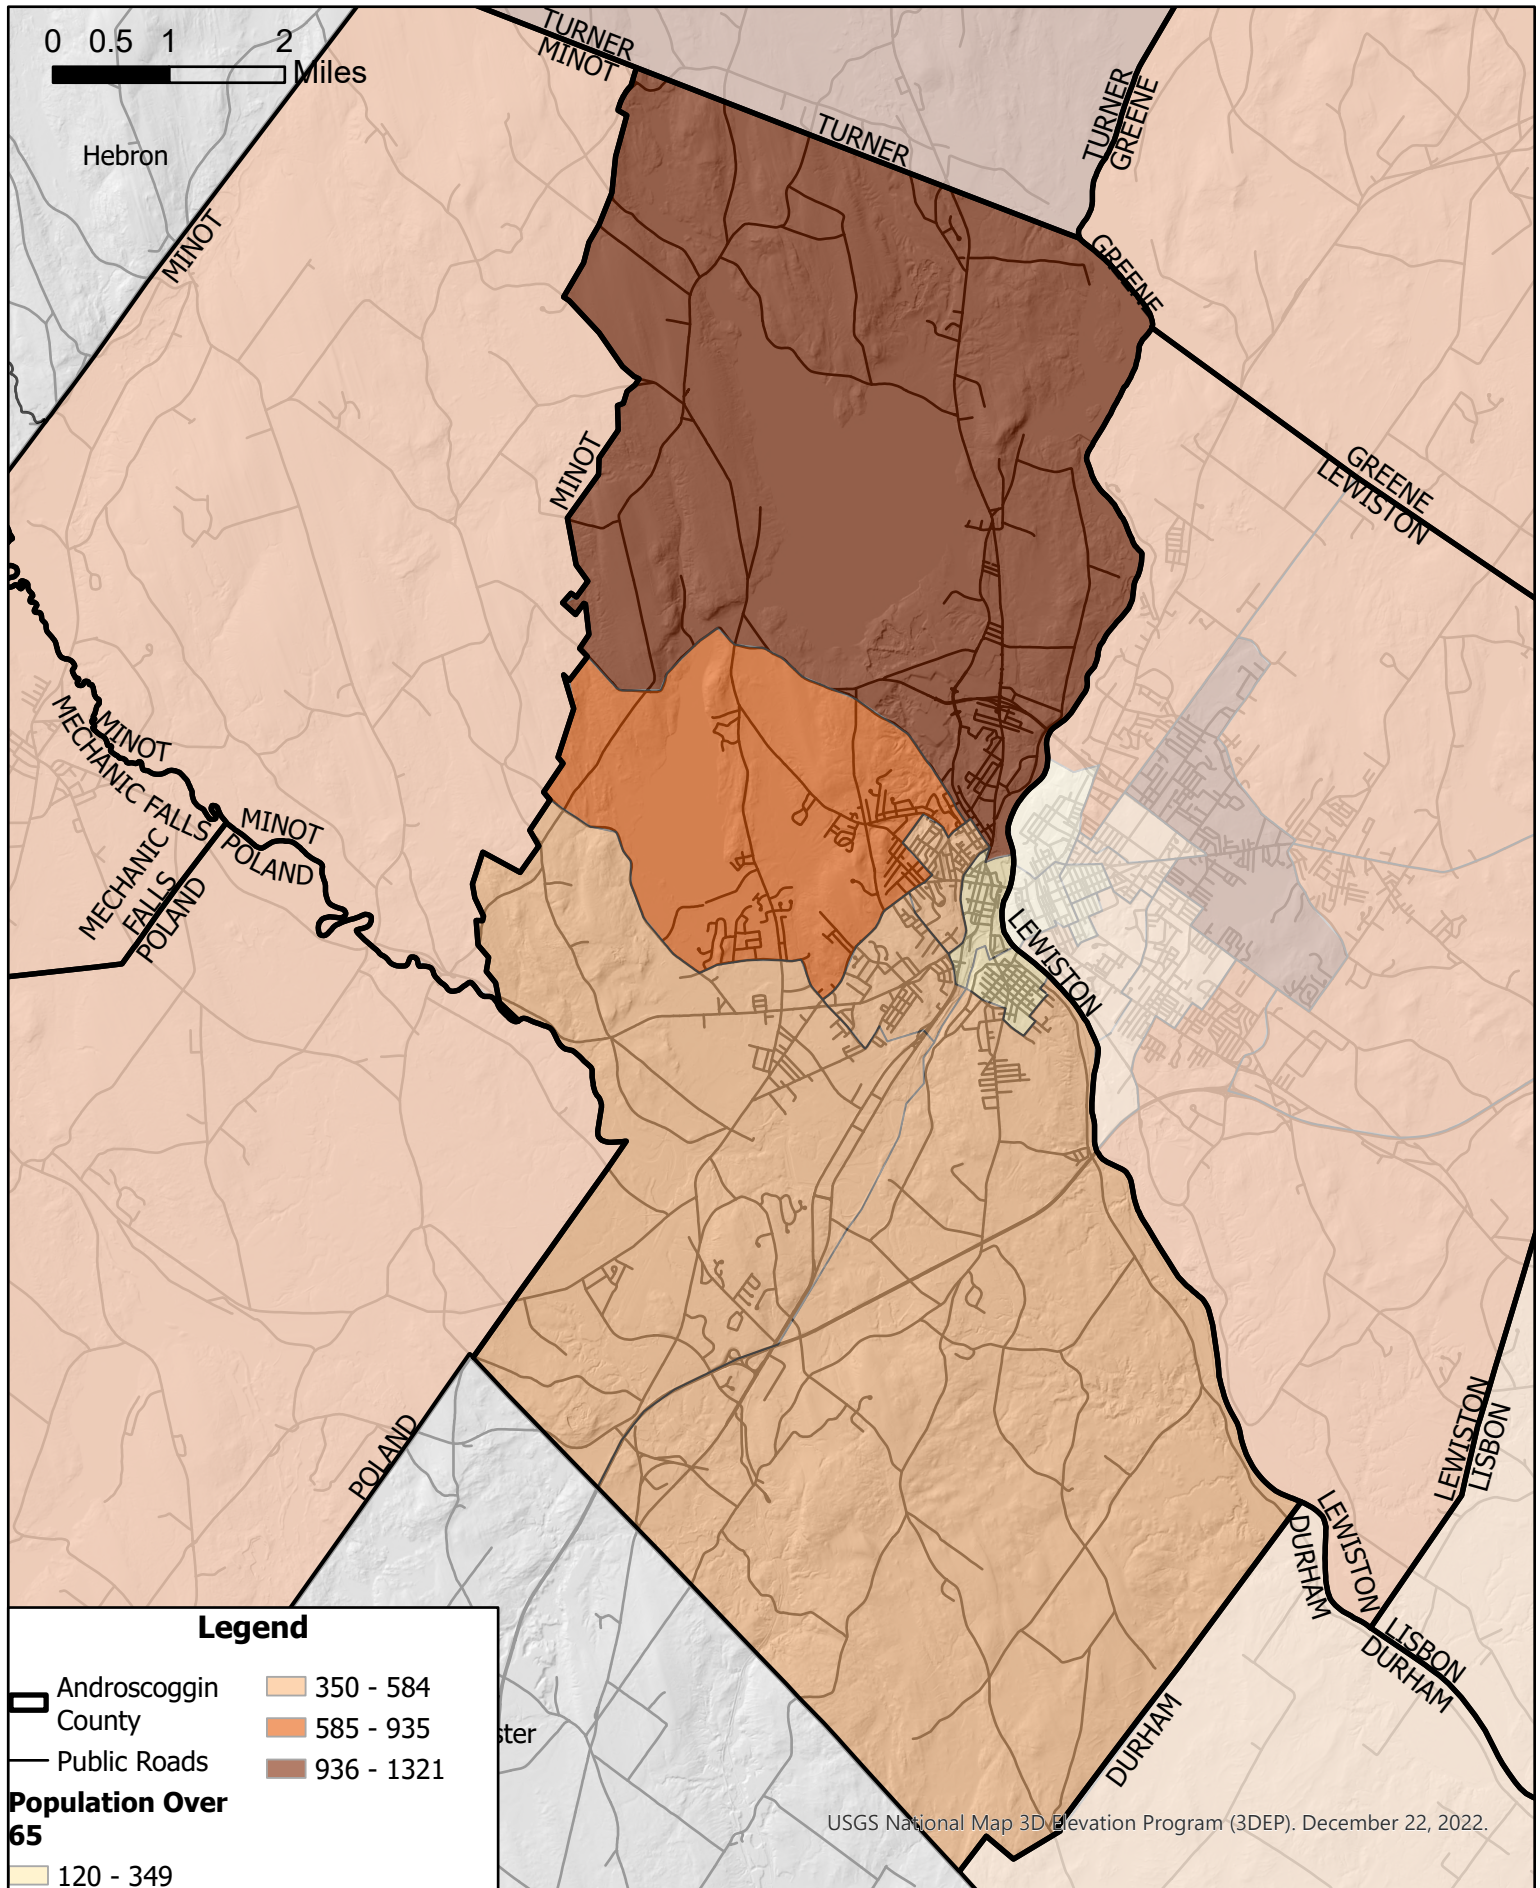 0 0.5 1 2
Miles
TURNER
MINOT
TURNER
GREENE
TURNER
Hebron
MINOT
GREENE
MINOT
GREENE
LEWISTON
MINOT
MECHANIC FALLS
MINOT
POLAND
MECHANIC
FALLS
POLAND
LEWISTON
POLAND
LEWISTON
LISBON
LEWISTON
DURHAM
LISBON
DURHAM
DURHAM
Legend
Androscoggin
County
Public Roads
Population Over
65
120 - 349
350 - 584
585 - 935
936 - 1321
ster
USGS National Map 3D Elevation Program (3DEP). December 22, 2022.